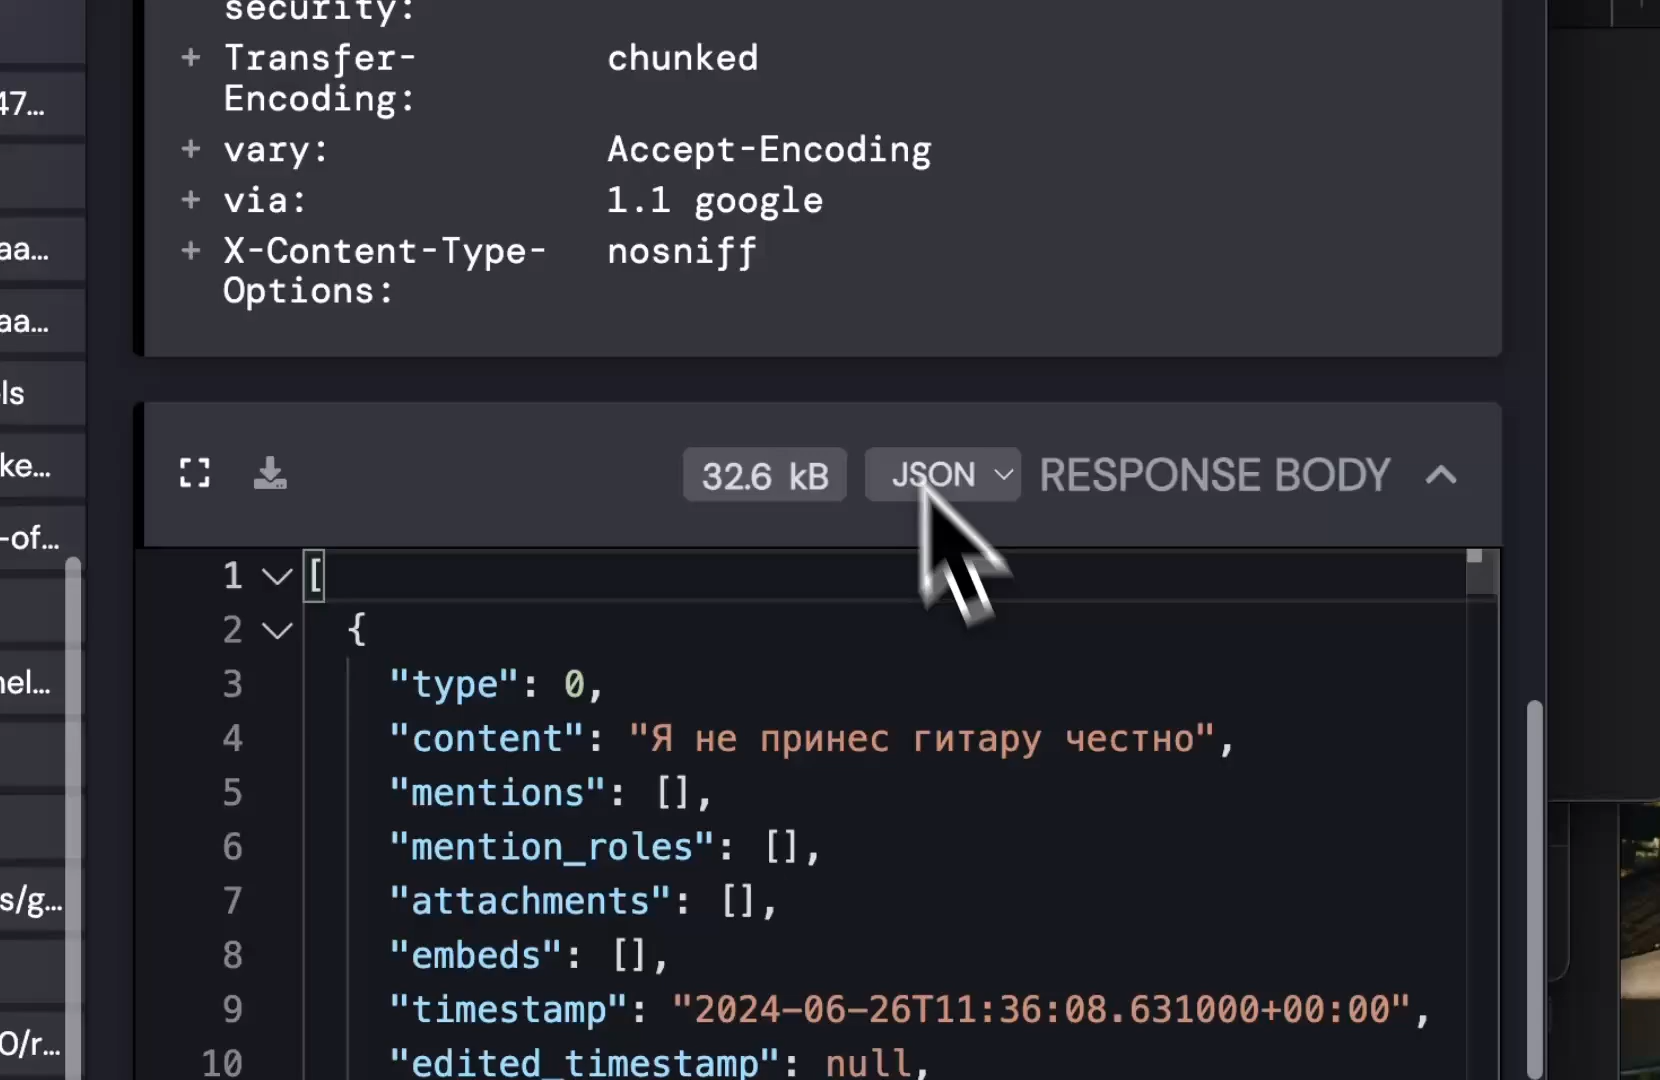 security:
+ Transfer-Encoding: chunked
+ vary: Accept-Encoding
+ via: 1.1 google
+ X-Content-Type-Options: nosniff
47...
aa...
aa...
ls
ke...
-of...
nel...
s/g...
0/r...
32.6 kB JSON RESPONSE BODY
1 [
2 {
3 "type": 0,
4 "content": "Я не принес гитару честно",
5 "mentions": [],
6 "mention_roles": [],
7 "attachments": [],
8 "embeds": [],
9 "timestamp": "2024-06-26T11:36:08.631000+00:00",
10 "edited_timestamp": null,